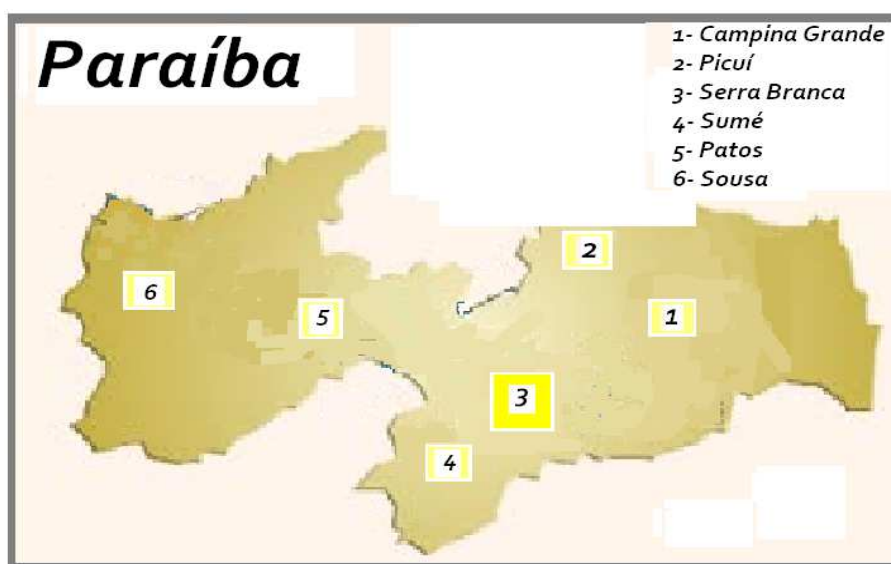 Paraíba
1- Campina Grande
2- Picuí
3- Serra Branca
4- Sumé
5- Patos
6- Sousa
2
6
5
1
3
4